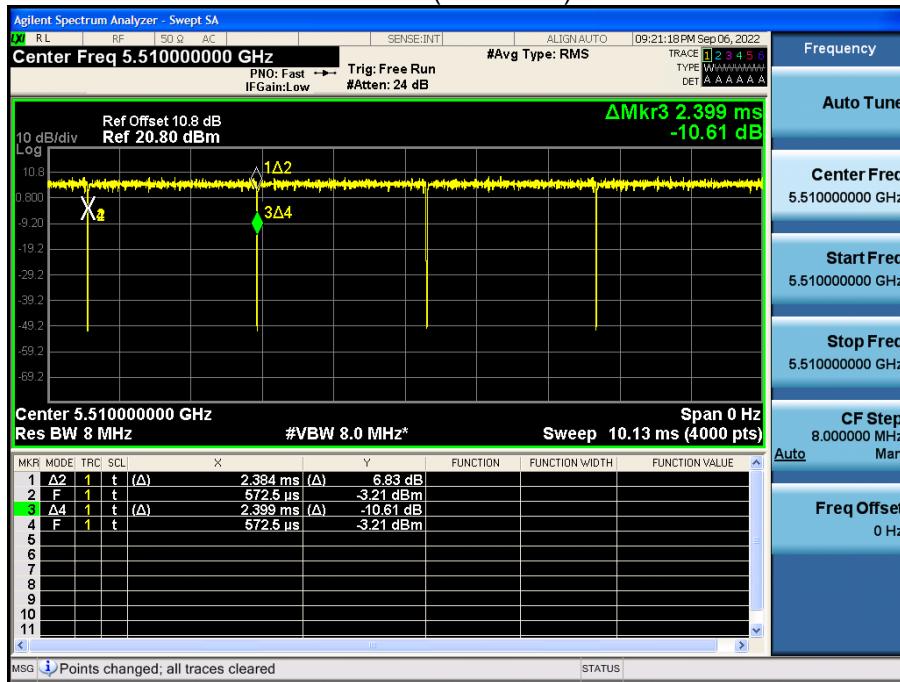 Agilent Spectrum Analyzer - Swept SA
LXI RL RF 50 Ω AC SENSE:INT ALIGN AUTO 09:21:18 PM Sep 06, 2022
Center Freq 5.510000000 GHz #Avg Type: RMS TRACE 1 2 3 4 5 6
PNO: Fast Trig: Free Run TYPE WWWWWW
IFGain:Low #Atten: 24 dB DET A A A A A A
Frequency
Auto Tune
Center Freq
5.510000000 GHz
Start Freq
5.510000000 GHz
Stop Freq
5.510000000 GHz
CF Step
8.000000 MHz
Auto Man
Freq Offset
0 Hz
ΔMkr3 2.399 ms
-10.61 dB
Ref Offset 10.8 dB
10 dB/div Ref 20.80 dBm
Log
10.8
0.800
-9.20
-19.2
-29.2
-39.2
-49.2
-59.2
-69.2
1Δ2
3Δ4
Center 5.510000000 GHz Span 0 Hz
Res BW 8 MHz #VBW 8.0 MHz* Sweep 10.13 ms (4000 pts)
MKR MODE TRC SCL X Y FUNCTION FUNCTION WIDTH FUNCTION VALUE
1 Δ2 1 t (Δ) 2.384 ms (Δ) 6.83 dB
2 F 1 t 572.5 µs -3.21 dBm
3 Δ4 1 t (Δ) 2.399 ms (Δ) -10.61 dB
4 F 1 t 572.5 µs -3.21 dBm
5
6
7
8
9
10
11
MSG Points changed; all traces cleared STATUS